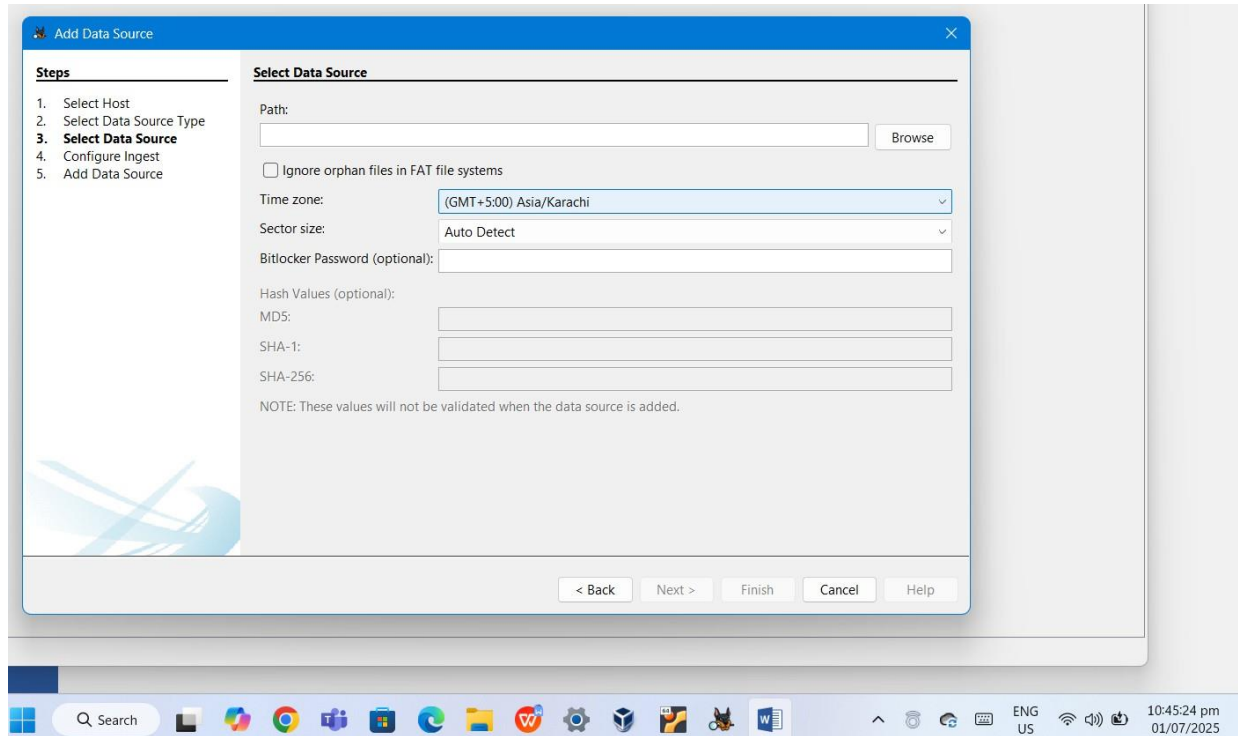 Add Data Source
Steps
1. Select Host
2. Select Data Source Type
3. Select Data Source
4. Configure Ingest
5. Add Data Source
Select Data Source
Path:
Browse
Ignore orphan files in FAT file systems
Time zone: (GMT+5:00) Asia/Karachi
Sector size: Auto Detect
Bitlocker Password (optional):
Hash Values (optional):
MD5:
SHA-1:
SHA-256:
NOTE: These values will not be validated when the data source is added.
< Back Next > Finish Cancel Help
Search
ENG
US
10:45:24 pm
01/07/2025